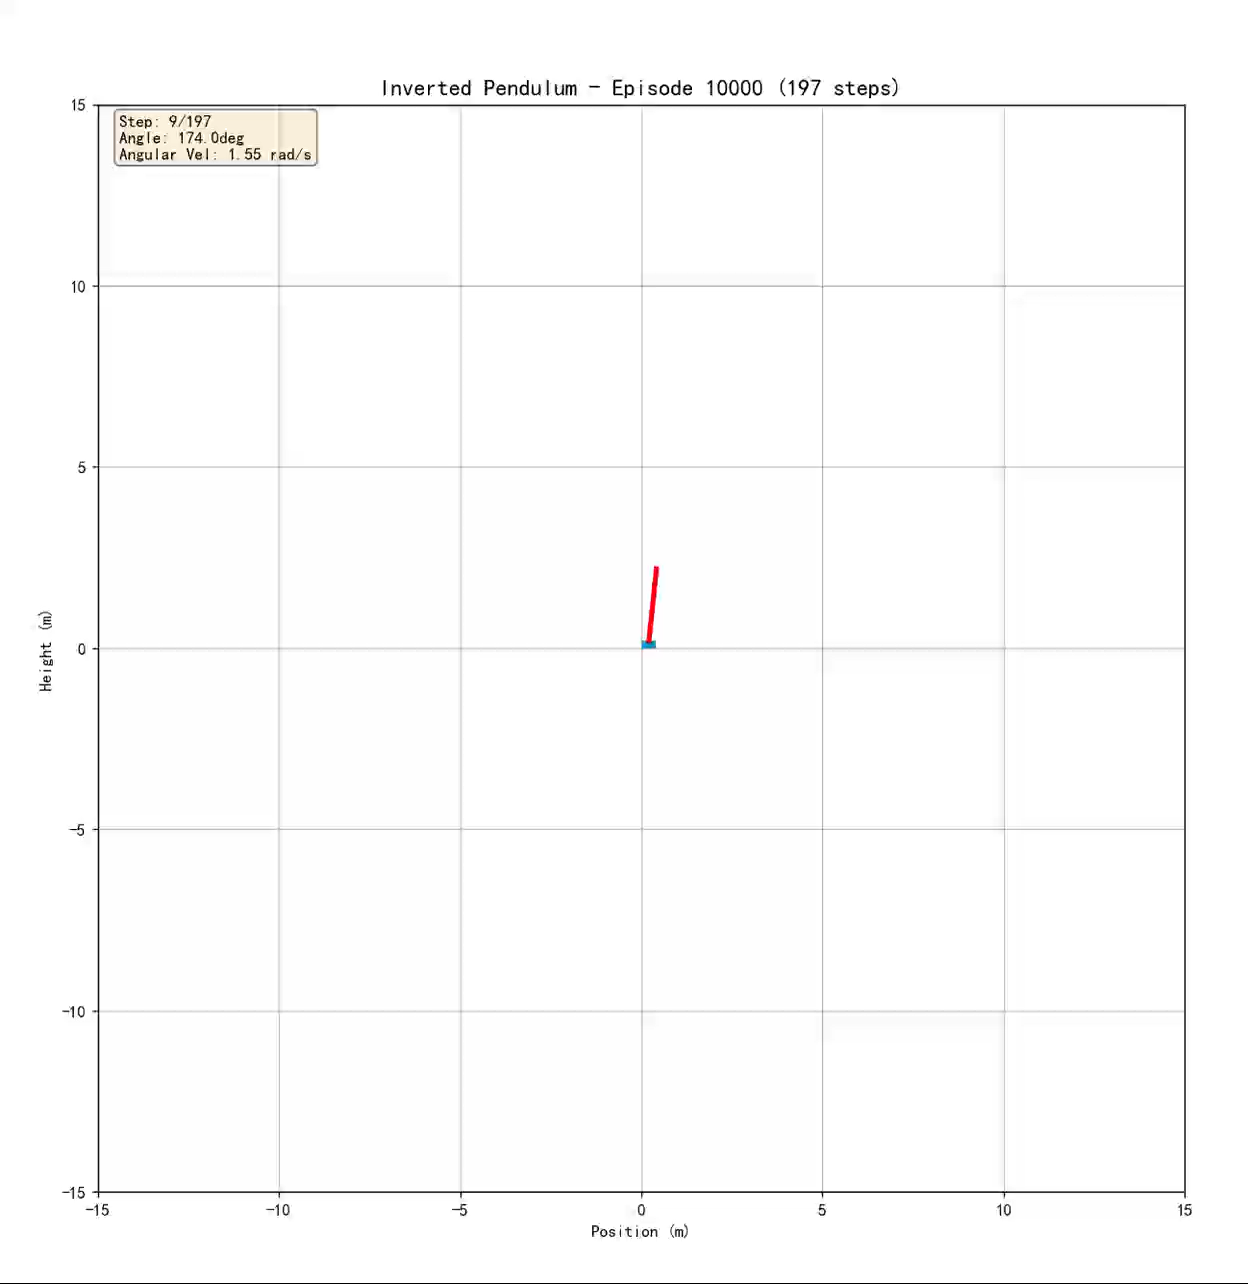 Inverted Pendulum - Episode 10000 (197 steps)
Step: 9/197
Angle: 174.0deg
Angular Vel: 1.55 rad/s
15
10
5
0
-5
-10
-15
Height (m)
-15 -10 -5 0 5 10 15
Position (m)